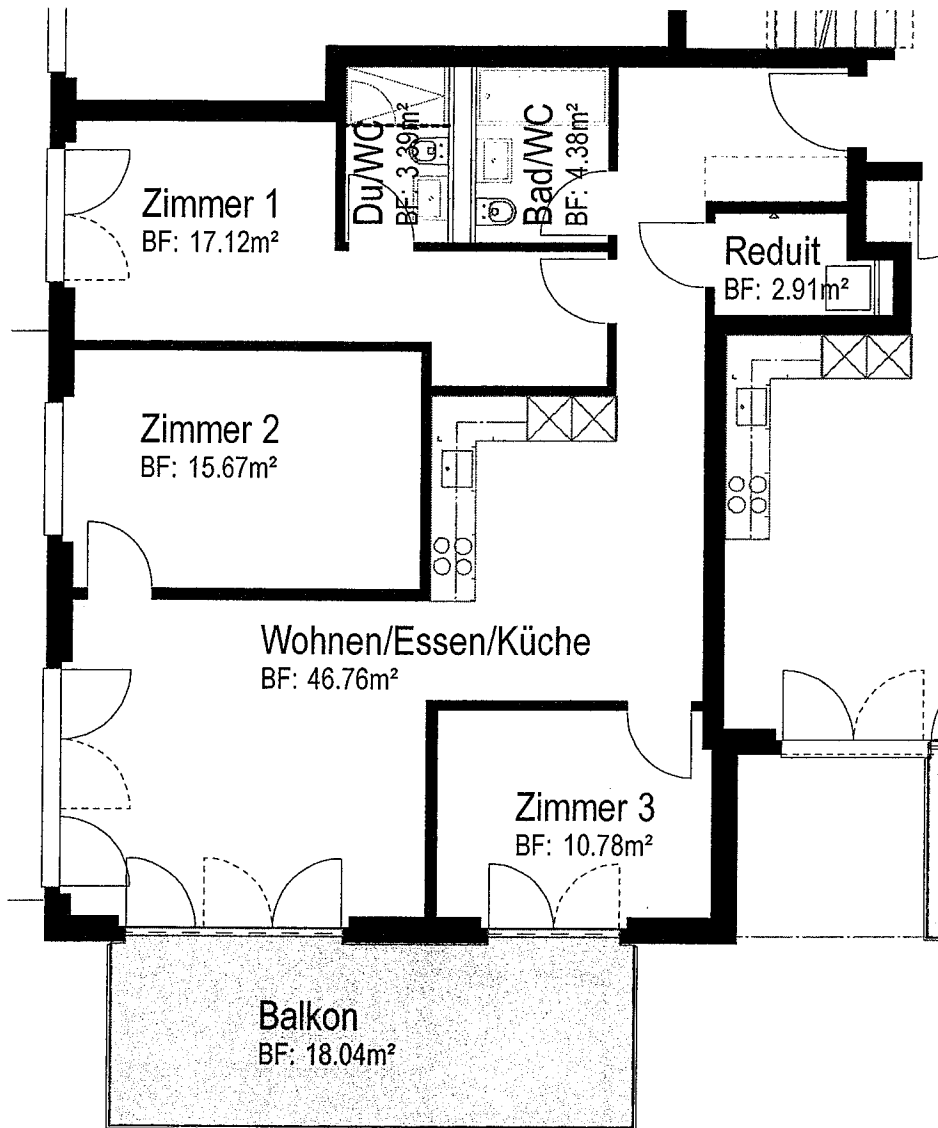 Du/WC
BF: 3.39m²
Bad/WC
BF: 4.38m²
Zimmer 1
BF: 17.12m²
Reduit
BF: 2.91m²
Zimmer 2
BF: 15.67m²
Wohnen/Essen/Küche
BF: 46.76m²
Zimmer 3
BF: 10.78m²
Balkon
BF: 18.04m²